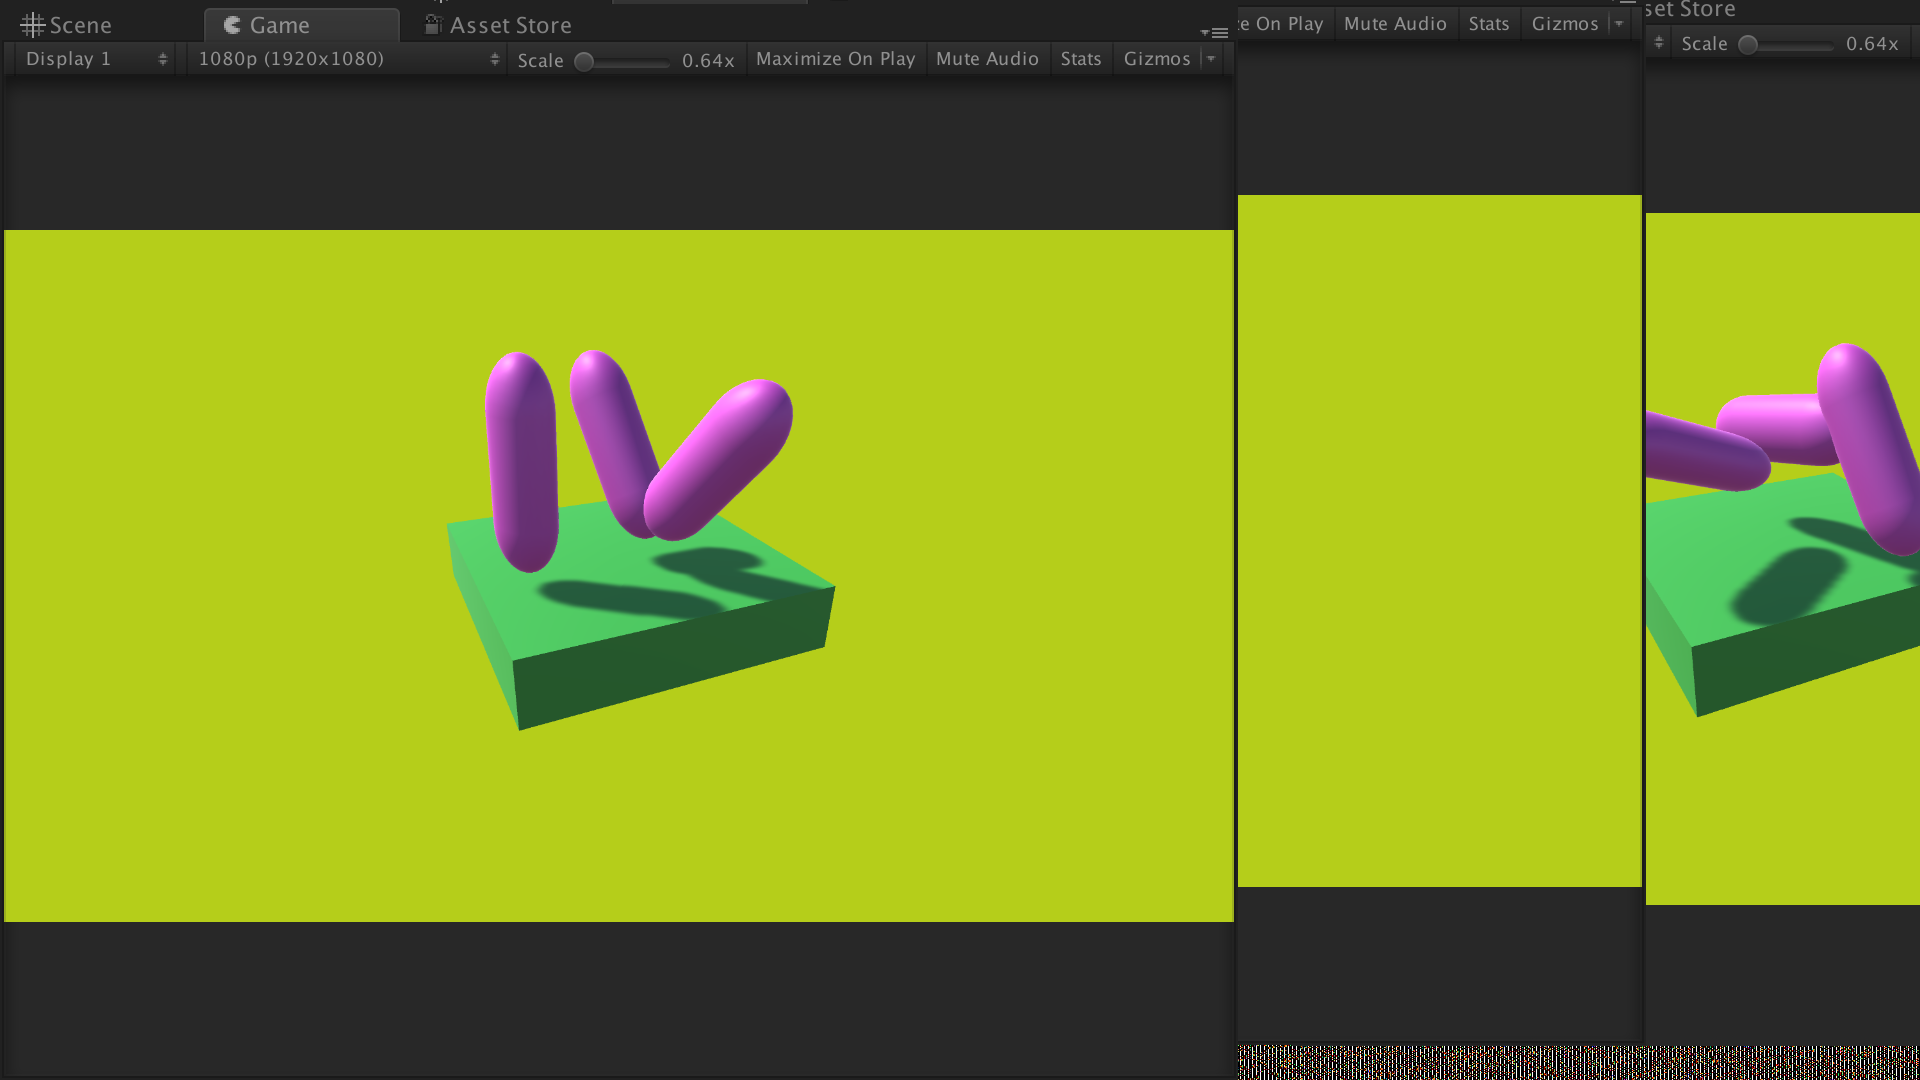 Scene Game Asset Store
Display 1 1080p (1920x1080) Scale 0.64x Maximize On Play Mute Audio Stats Gizmos
On Play Mute Audio Stats Gizmos
Store
Scale 0.64x